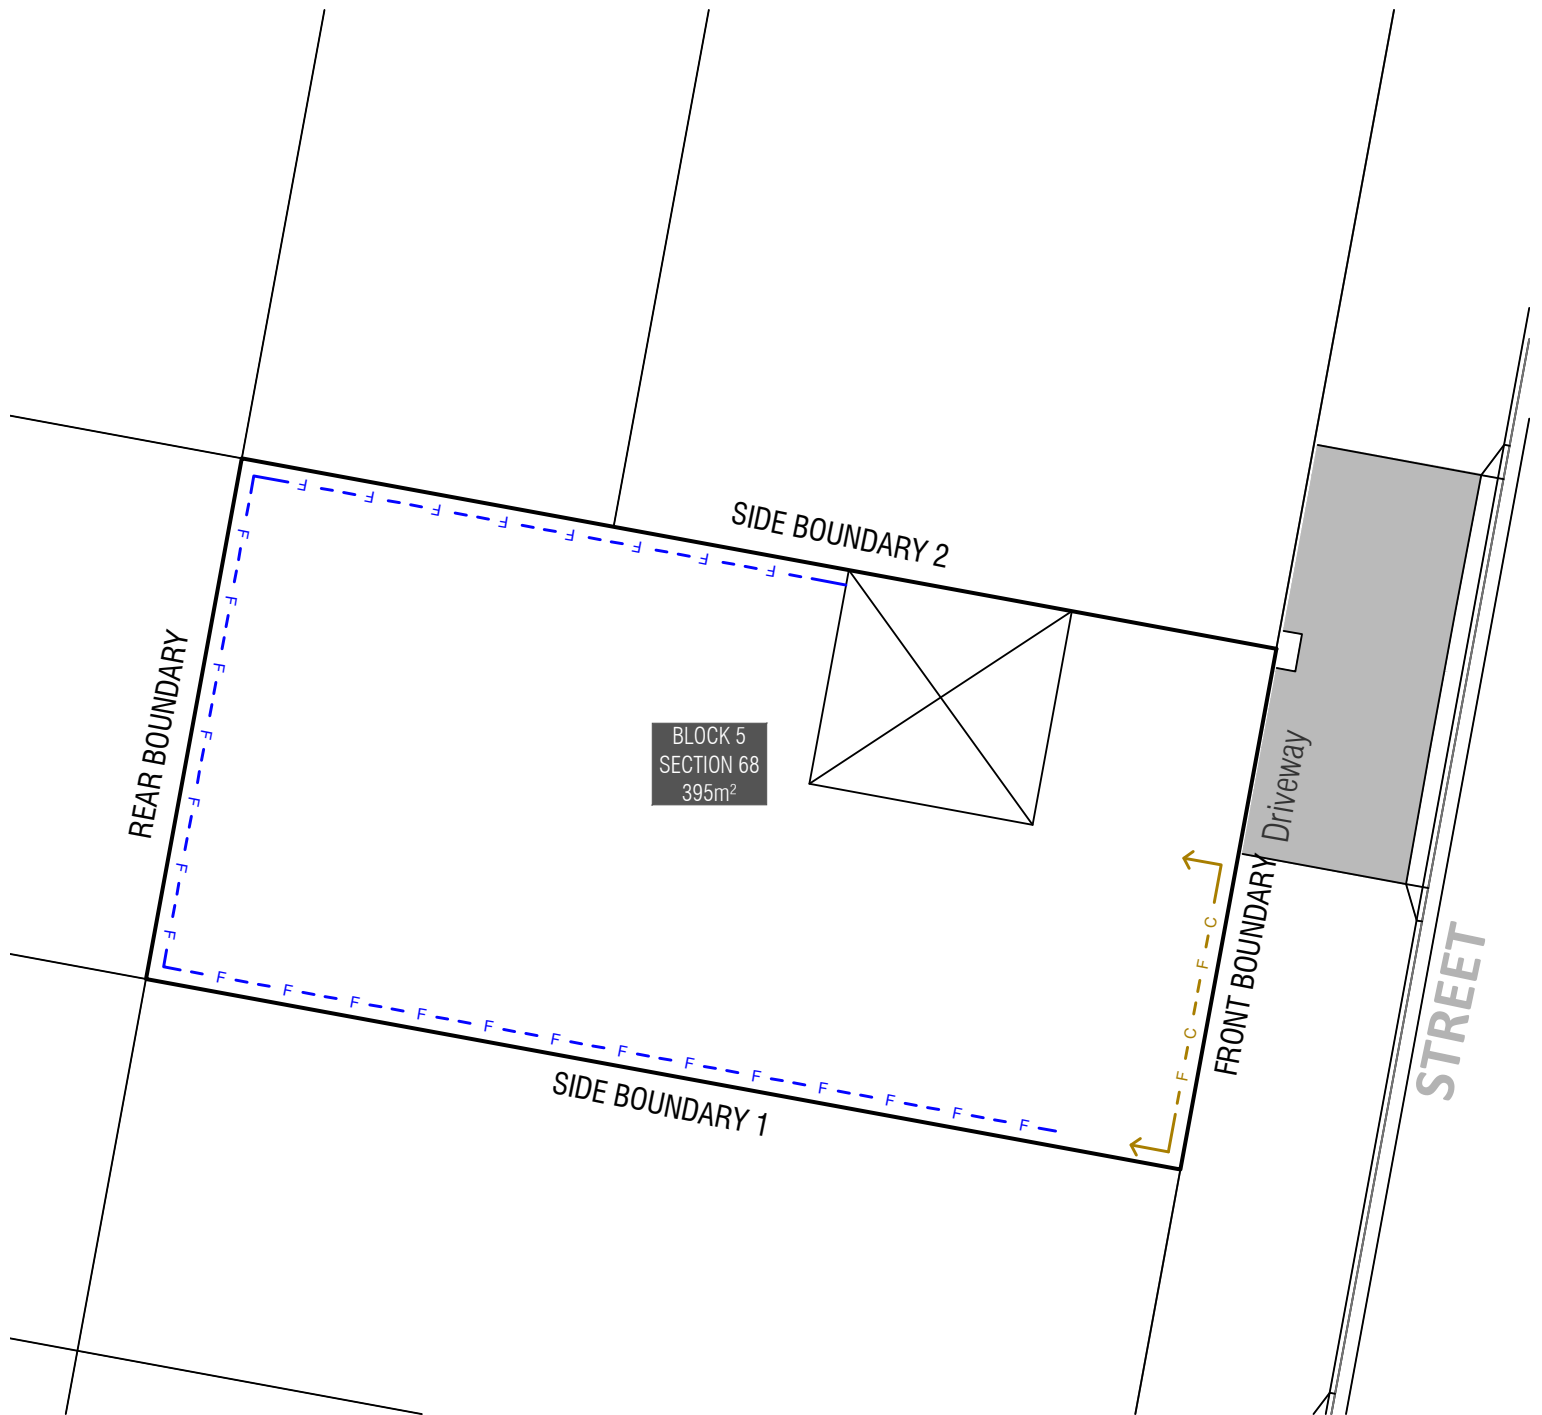 SIDE BOUNDARY 2
F F F F F F F F
REAR BOUNDARY
F F F F F F F
BLOCK 5
SECTION 68
395m²
Driveway
FRONT BOUNDARY
C F C F
STREET
F F F F F F F F F F F F F
SIDE BOUNDARY 1